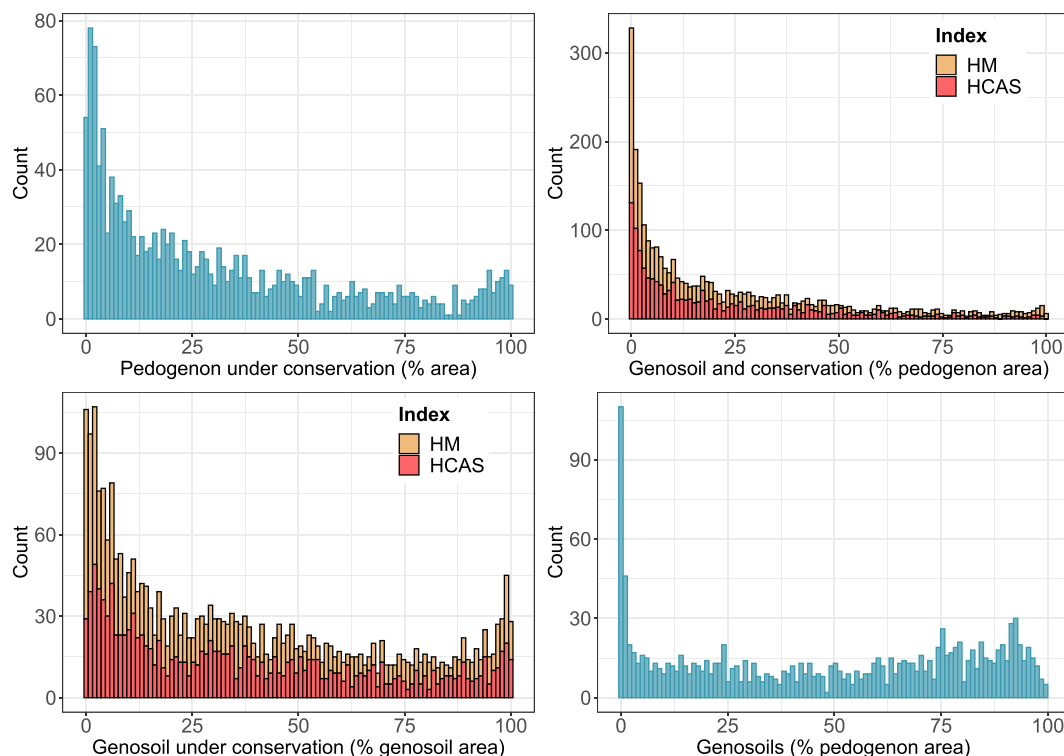 80
60
40
20
0
Count
0 25 50 75 100
Pedogenon under conservation (% area)
300
200
100
0
Count
Index
HM
HCAS
0 25 50 75 100
Genosoil and conservation (% pedogenon area)
90
60
30
0
Count
Index
HM
HCAS
0 25 50 75 100
Genosoil under conservation (% genosoil area)
90
60
30
0
Count
0 25 50 75 100
Genosoils (% pedogenon area)